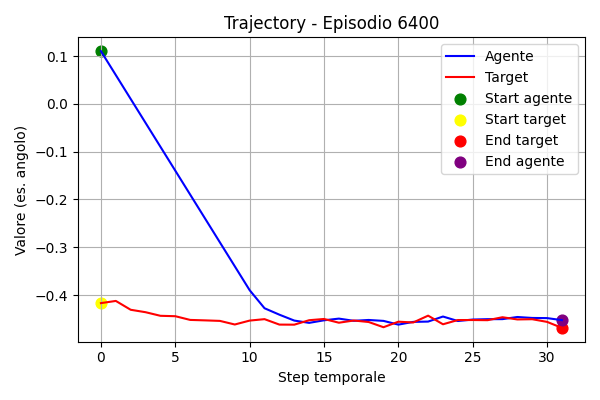 Trajectory - Episodio 6400
Valore (es. angolo)
0.1
0.0
−0.1
−0.2
−0.3
−0.4
Agente
Target
Start agente
Start target
End target
End agente
0 5 10 15 20 25 30
Step temporale